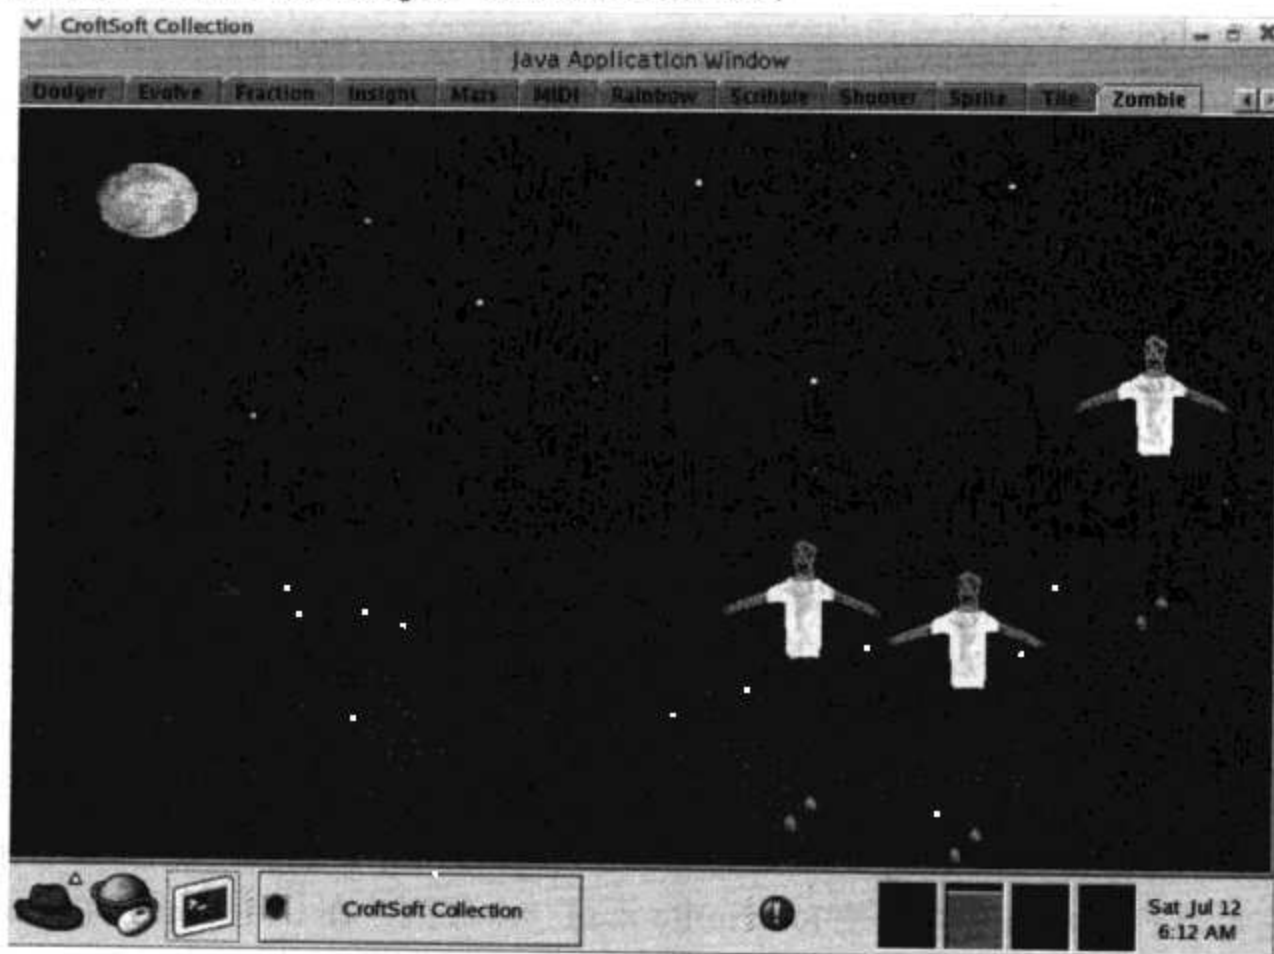 CroftSoft Collection
Java Application Window
Dodger Evolve Fraction Insight Mars MIDI Rainbow Scribble Shooter Sprite Tile Zombie
CroftSoft Collection
Sat Jul 12
6:12 AM